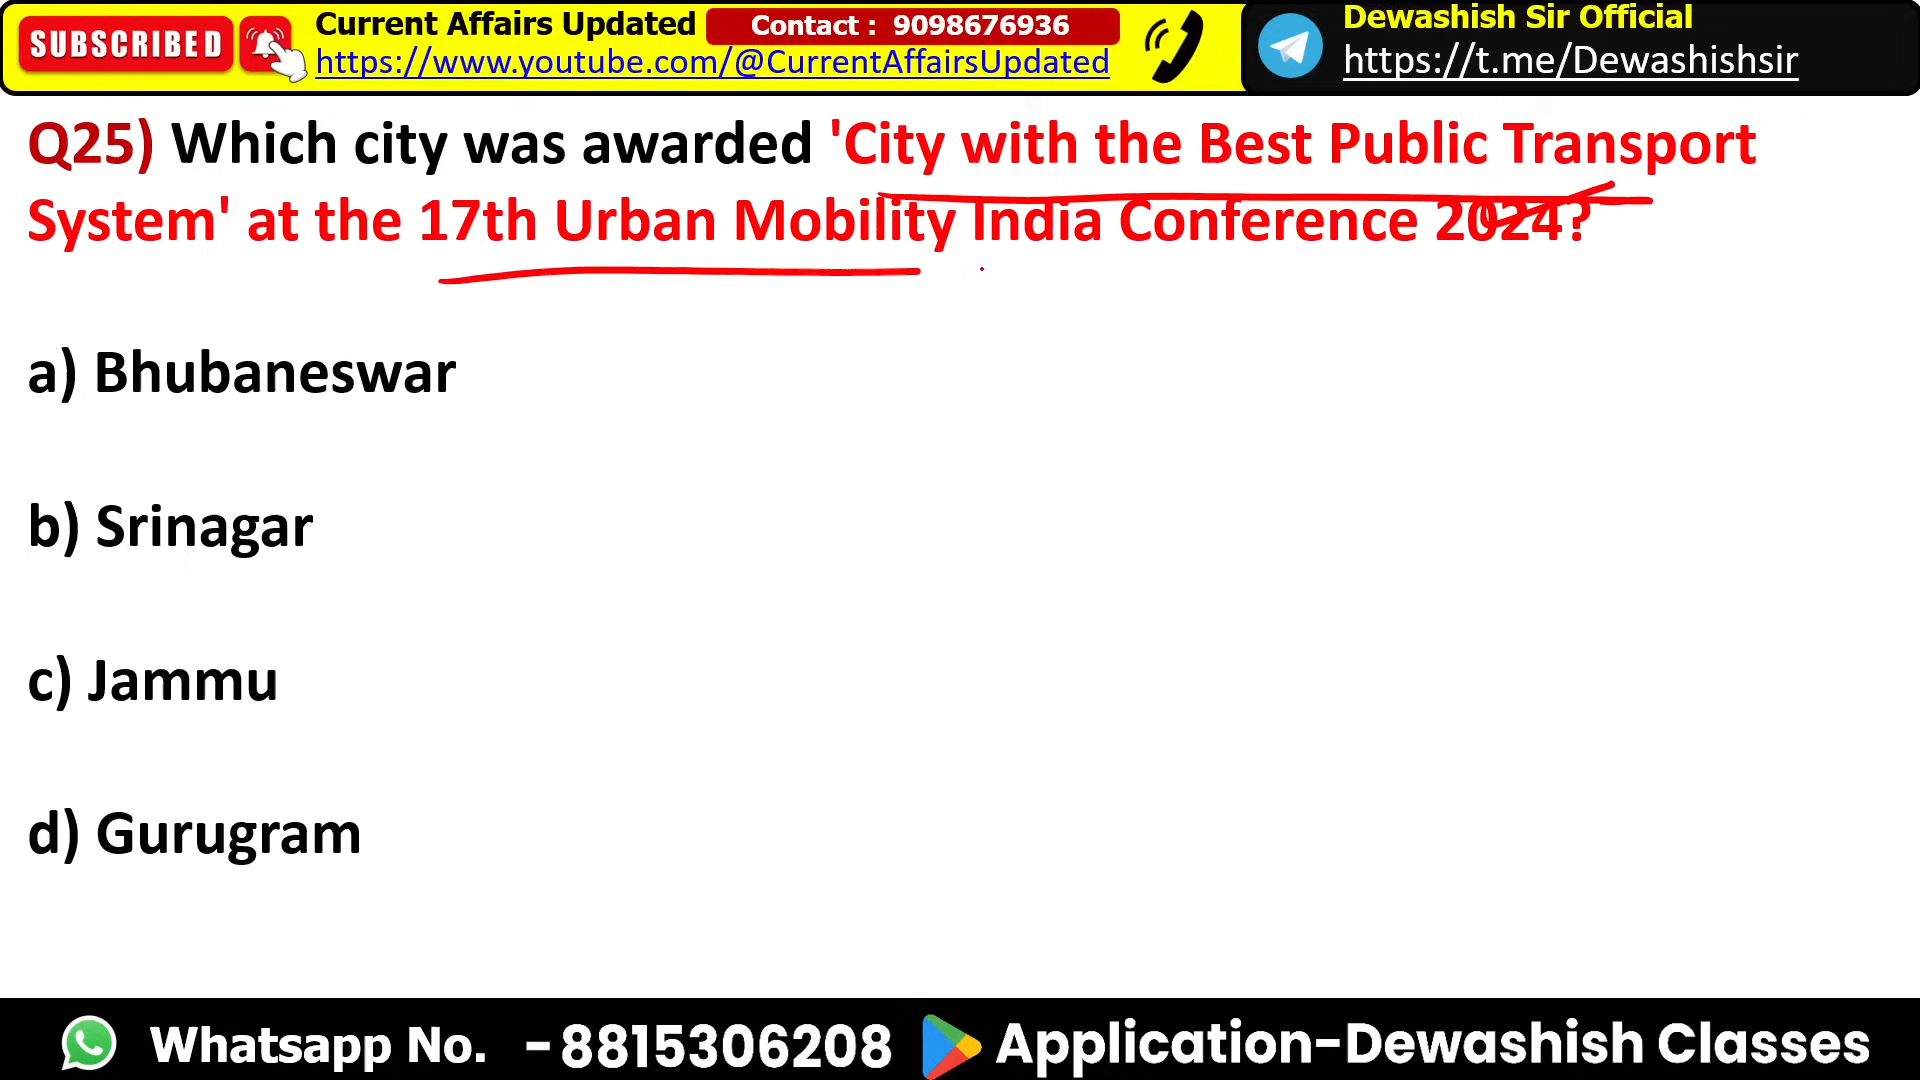 SUBSCRIBED
Current Affairs Updated
Contact : 9098676936
https://www.youtube.com/@CurrentAffairsUpdated
Dewashish Sir Official
https://t.me/Dewashishsir
Q25) Which city was awarded 'City with the Best Public Transport
System' at the 17th Urban Mobility India Conference 2024?
a) Bhubaneswar
b) Srinagar
c) Jammu
d) Gurugram
Whatsapp No. -8815306208
Application-Dewashish Classes